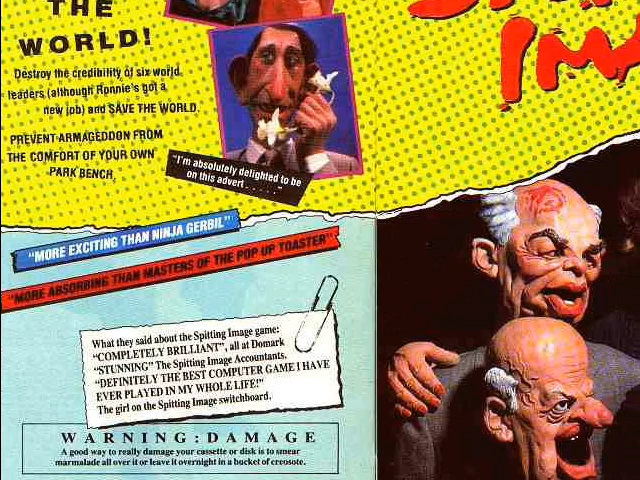 THE
WORLD!
Destroy the credibility of six world
leaders (although Ronnie's got a
new job) and SAVE THE WORLD.
PREVENT ARMAGEDDON FROM
THE COMFORT OF YOUR OWN
PARK BENCH.
"I'm absolutely delighted to be
on this advert . . . . . ."
"MORE EXCITING THAN NINJA GERBIL"
"MORE ABSORBING THAN MASTERS OF THE POP UP TOASTER"
What they said about the Spitting Image game:
"COMPLETELY BRILLIANT", all at Domark
"STUNNING" The Spitting Image Accountants.
"DEFINITELY THE BEST COMPUTER GAME I HAVE
EVER PLAYED IN MY WHOLE LIFE!"
The girl on the Spitting Image switchboard.
WARNING: DAMAGE
A good way to really damage your cassette or disk is to smear
marmalade all over it or leave it overnight in a bucket of creosote.